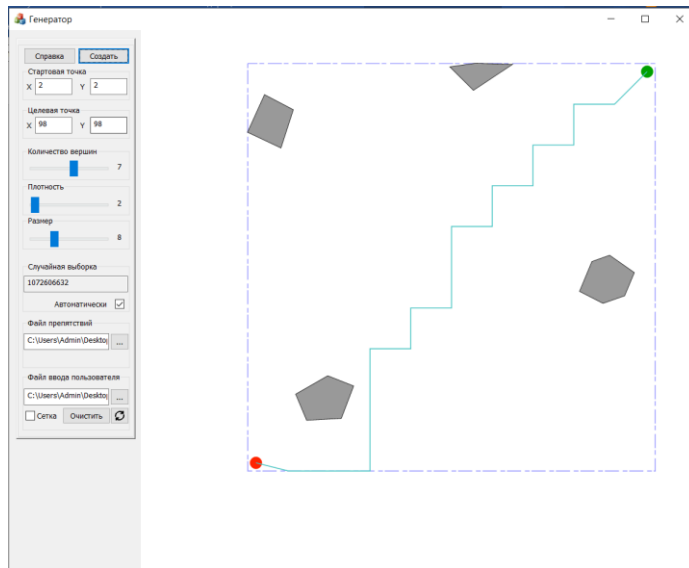 Генератор
Справка Создать
Стартовая точка
X 2 Y 2
Целевая точка
X 98 Y 98
Количество вершин
7
Плотность
2
Размер
8
Случайная выборка
1072606632
Автоматически
Файл препятствий
C:\Users\Admin\Desktop ...
Файл ввода пользователя
C:\Users\Admin\Desktop ...
Сетка Очистить